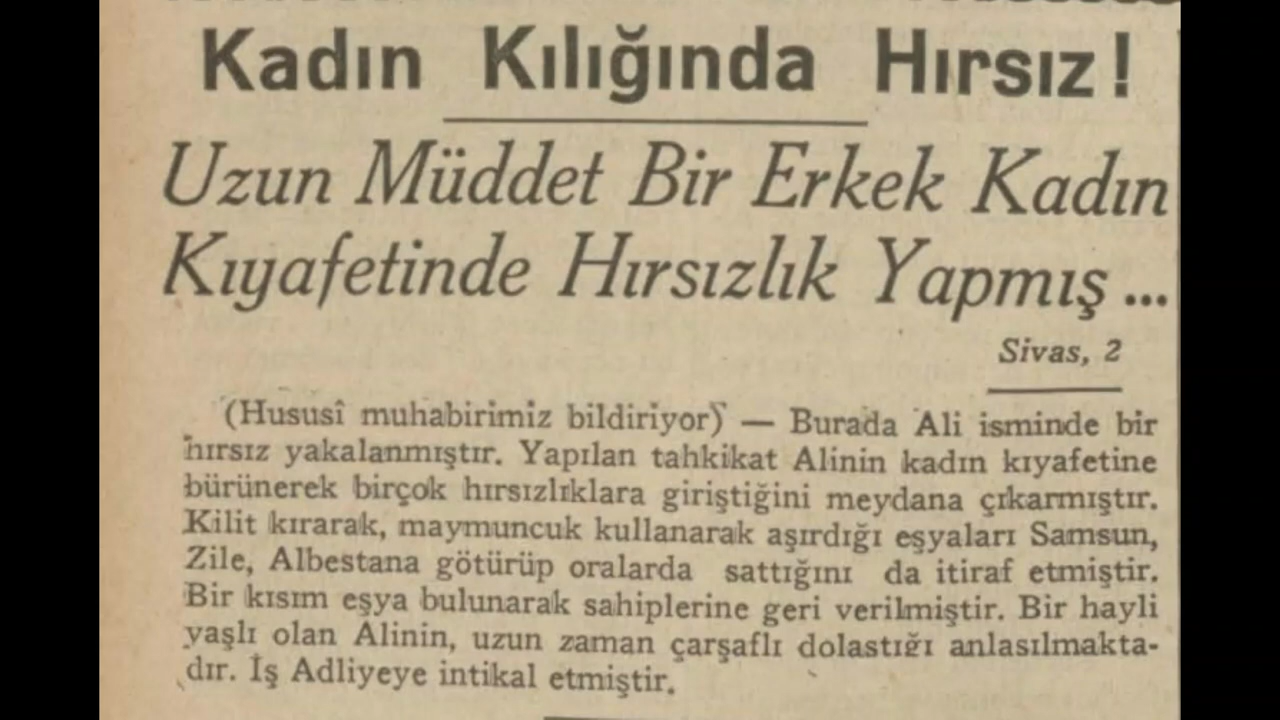 Kadın Kılığında Hırsız!
Uzun Müddet Bir Erkek Kadın
Kıyafetinde Hırsızlık Yapmış...
Sivas, 2
(Hususî muhabirimiz bildiriyor) — Burada Ali isminde bir
hırsız yakalanmıştır. Yapılan tahkikat Alinin kadın kıyafetine
bürünerek birçok hırsızlıklara giriştiğini meydana çıkarmıştır.
Kilit kırarak, maymuncuk kullanarak aşırdığı eşyaları Samsun,
Zile, Albestana götürüp oralarda sattığını da itiraf etmiştir.
Bir kısım eşya bulunarak sahiplerine geri verilmiştir. Bir hayli
yaşlı olan Alinin, uzun zaman çarşaflı dolastığı anlasılmakta-
dır. İş Adliyeye intikal etmiştir.